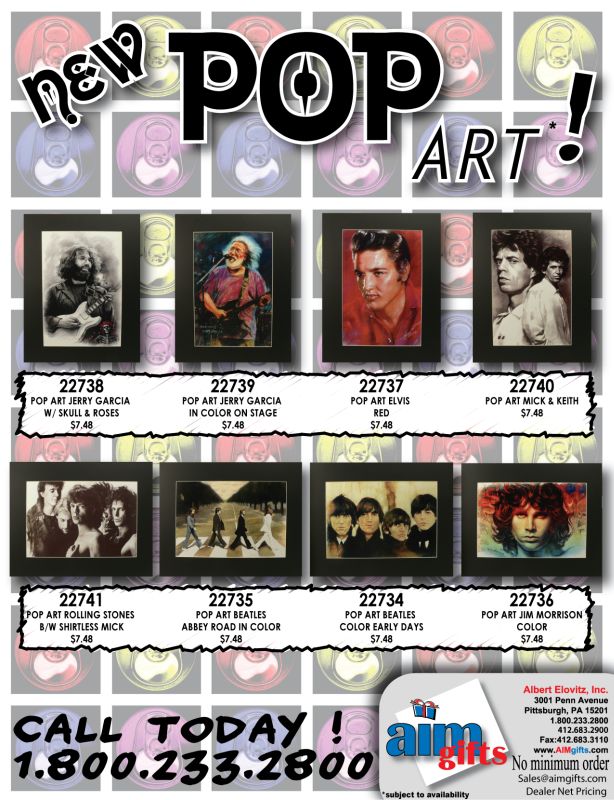 NEW
POP
ART*!
22738
POP ART JERRY GARCIA
W/ SKULL & ROSES
$7.48
22739
POP ART JERRY GARCIA
IN COLOR ON STAGE
$7.48
22737
POP ART ELVIS
RED
$7.48
22740
POP ART MICK & KEITH
$7.48
22741
POP ART ROLLING STONES
B/W SHIRTLESS MICK
$7.48
22735
POP ART BEATLES
ABBEY ROAD IN COLOR
$7.48
22734
POP ART BEATLES
COLOR EARLY DAYS
$7.48
22736
POP ART JIM MORRISON
COLOR
$7.48
CALL TODAY !
1.800.233.2800
aim
gifts
*subject to availability
Albert Elovitz, Inc.
3001 Penn Avenue
Pittsburgh, PA 15201
1.800.233.2800
412.683.2900
Fax:412.683.3110
www.AIMgifts.com
No minimum order
Sales@aimgifts.com
Dealer Net Pricing